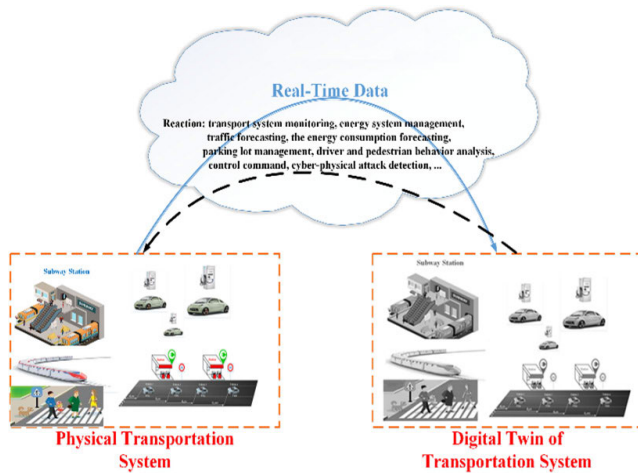 Real-Time Data
Reaction: transport system monitoring, energy system management,
traffic forecasting, the energy consumption forecasting,
parking lot management, driver and pedestrian behavior analysis,
control command, cyber-physical attack detection, ...
Subway Station
Subway Station
Physical Transportation
System
Digital Twin of
Transportation System